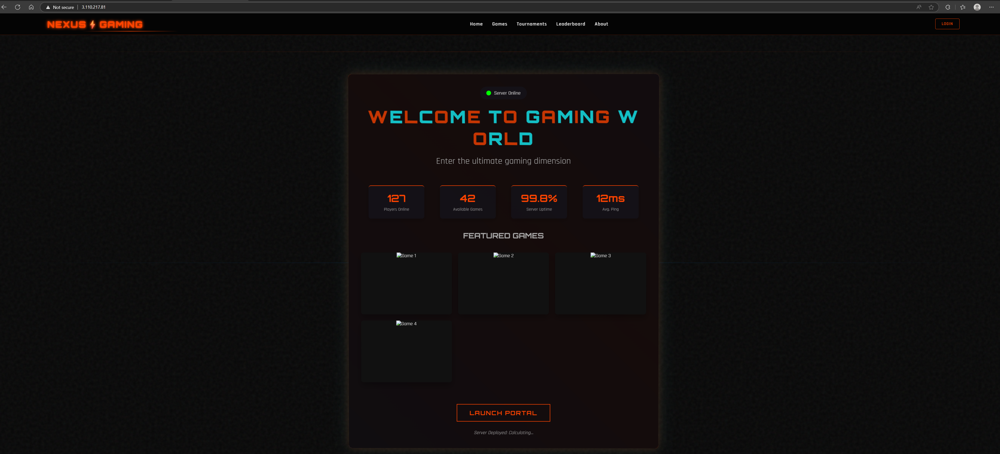 Not secure | 3.110.217.81
NEXUS⚡GAMING
Home Games Tournaments Leaderboard About
LOGIN
Server Online
WELCOME TO GAMING W
ORLD
Enter the ultimate gaming dimension
127 42 99.8% 12ms
Players Online Available Games Server Uptime Avg. Ping
FEATURED GAMES
Game 1 Game 2 Game 3
Game 4
LAUNCH PORTAL
Server Deployed: Calculating...